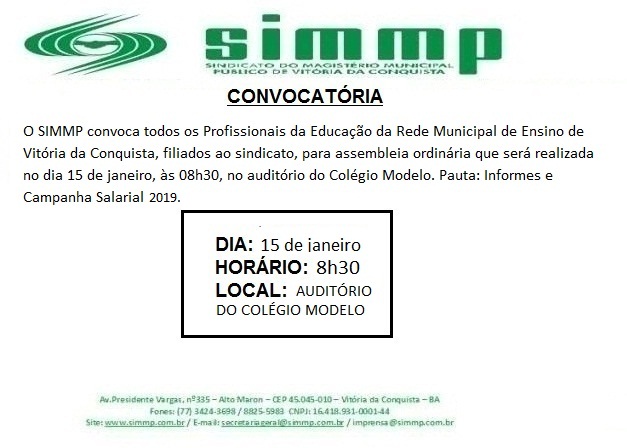 simmp
SINDICATO DO MAGISTÉRIO MUNICIPAL
PÚBLICO DE VITÓRIA DA CONQUISTA
CONVOCATÓRIA
O SIMMP convoca todos os Profissionais da Educação da Rede Municipal de Ensino de
Vitória da Conquista, filiados ao sindicato, para assembleia ordinária que será realizada
no dia 15 de janeiro, às 08h30, no auditório do Colégio Modelo. Pauta: Informes e
Campanha Salarial 2019.
DIA: 15 de janeiro
HORÁRIO: 8h30
LOCAL: AUDITÓRIO
DO COLÉGIO MODELO
Av.Presidente Vargas, nº335 – Alto Maron – CEP 45.045-010 – Vitória da Conquista – BA
Fones: (77) 3424-3698 / 8825-5983 CNPJ: 16.418.931-0001-44
Site: www.simmp.com.br / E-mail: secretariageral@simmp.com.br / imprensa@simmp.com.br